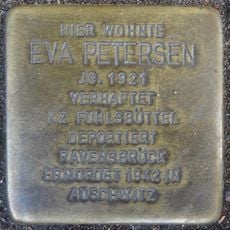 HIER WOHNTE
EVA PETERSEN
JG. 1921
VERHAFTET
KZ FUHLSBÜTTEL
DEPORTIERT
RAVENSBRÜCK
ERMORDET 1942 IN
AUSCHWITZ